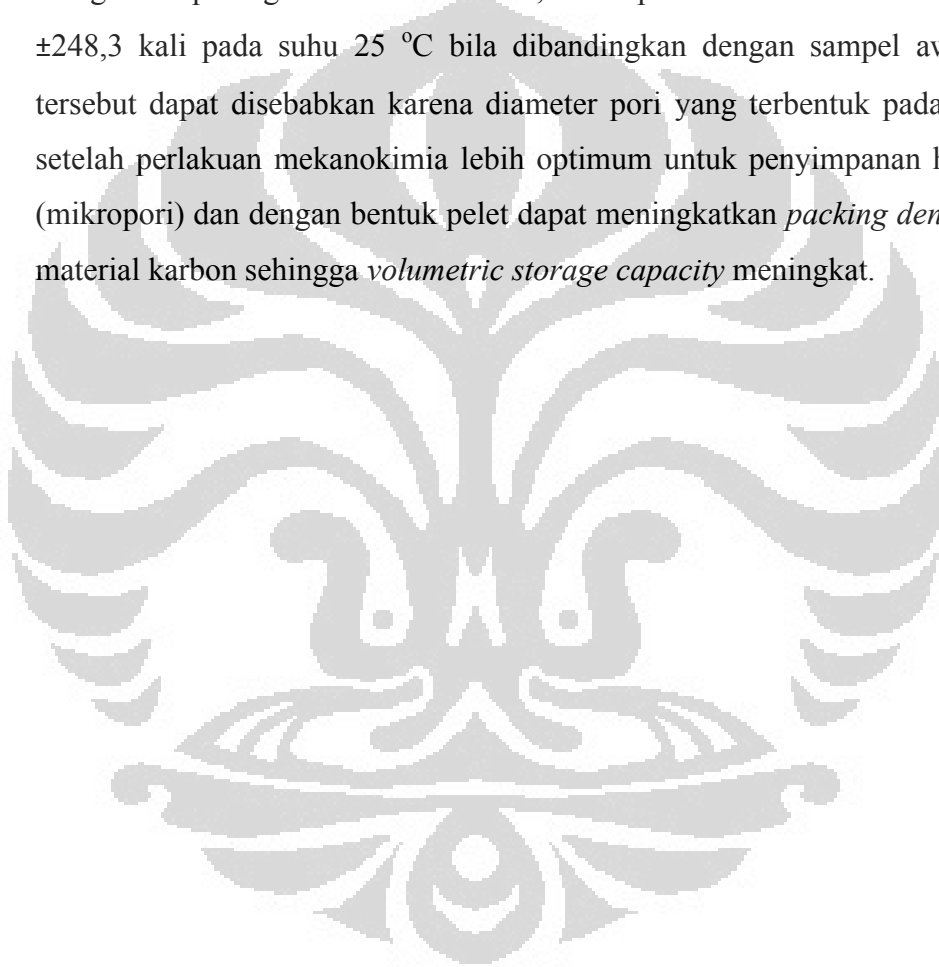 ±248,3 kali pada suhu 25 °C bila dibandingkan dengan sampel
tersebut dapat disebabkan karena diameter pori yang terbentuk pada
setelah perlakuan mekanokimia lebih optimum untuk penyimpanan
(mikropori) dan dengan bentuk pelet dapat meningkatkan packing
material karbon sehingga volumetric storage capacity meningkat.